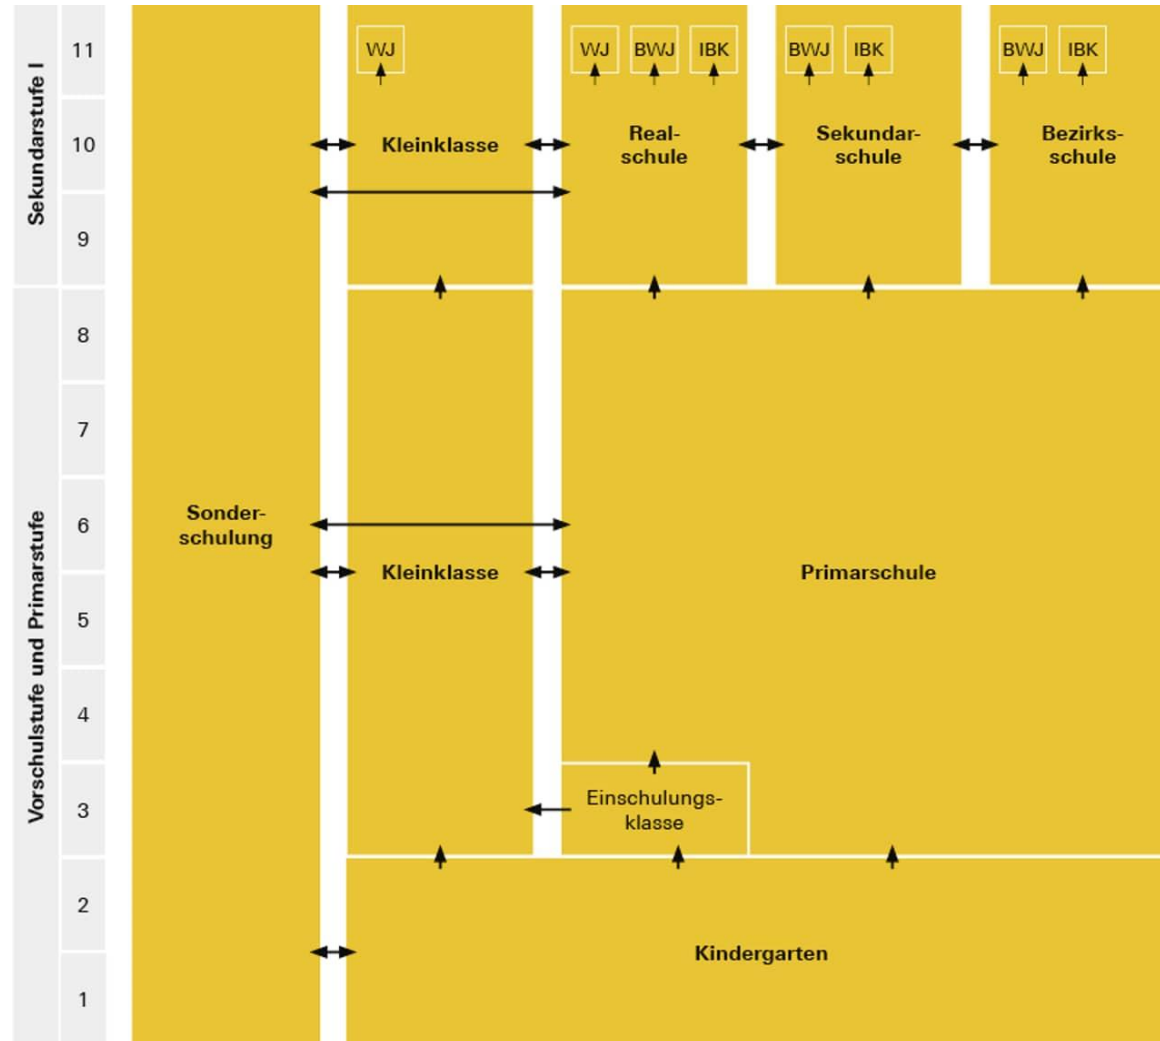 Sekundarstufe I
Vorschulstufe und Primarstufe
11
WJ
WJ
BWJ
IBK
BWJ
IBK
BWJ
IBK
10
Kleinklasse
Real-
schule
Sekundar-
schule
Bezirks-
schule
9
8
7
6
Sonder-
schulung
Kleinklasse
Primarschule
5
4
3
Einschulungs-
klasse
2
Kindergarten
1